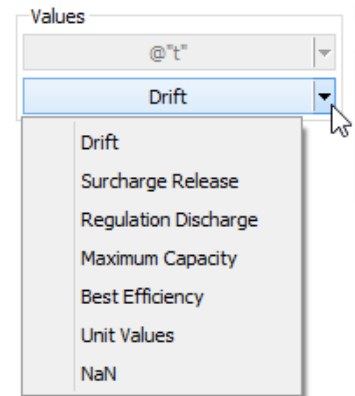 Values
@"t"
Drift
Drift
Surcharge Release
Regulation Discharge
Maximum Capacity
Best Efficiency
Unit Values
NaN